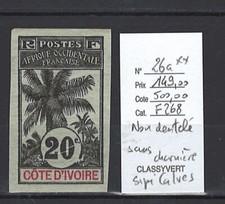 POSTES
AFRIQUE OCCIDENTALE
FRANÇAISE
20c
CÔTE D'IVOIRE
N° 26a **
Prix 149,00
Cote 500,00
Cat. F268
Non dentelé
sans
charnière
CLASSYVERT
signé Calves